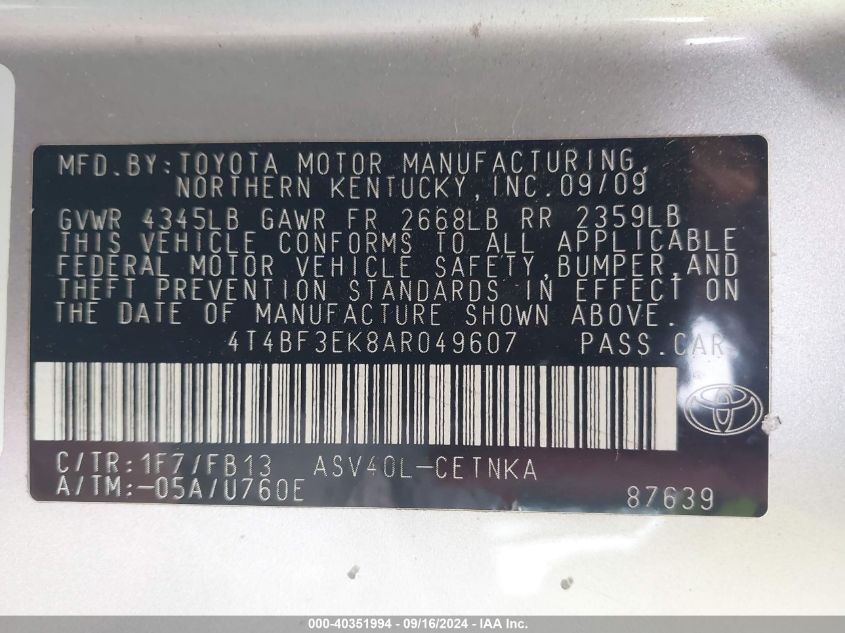 MFD.BY:TOYOTA MOTOR MANUFACTURING,
NORTHERN KENTUCKY,INC.09/09
GVWR 4345LB GAWR FR 2668LB RR 2359LB
THIS VEHICLE CONFORMS TO ALL APPLICABLE
FEDERAL MOTOR VEHICLE SAFETY,BUMPER,AND
THEFT PREVENTION STANDARDS IN EFFECT ON
THE DATE OF MANUFACTURE SHOWN ABOVE.
4T4BF3EK8AR049607 PASS.CAR
C/TR:1F7/FB13 ASV40L-CETNKA
A/TM:-05A/U760E 87639
000-40351994 - 09/16/2024 - IAA, Inc.